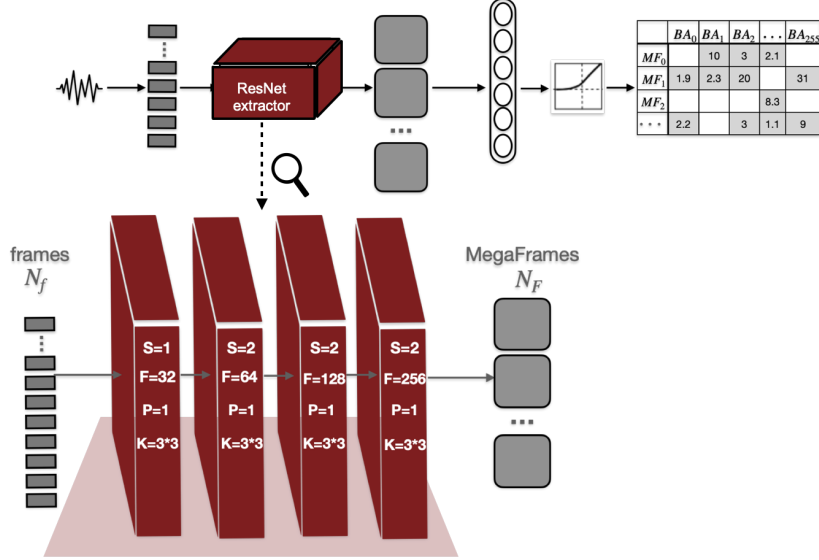 BA₀ BA₁ BA₂ . . . BA₂₅₅
MF₀ 10 3 2.1
MF₁ 1.9 2.3 20 31
MF₂ 8.3
. . . 2.2 3 1.1 9
ResNet
extractor
frames
N_f
MegaFrames
N_F
S=1 S=2 S=2 S=2
F=32 F=64 F=128 F=256
P=1 P=1 P=1 P=1
K=3*3 K=3*3 K=3*3 K=3*3